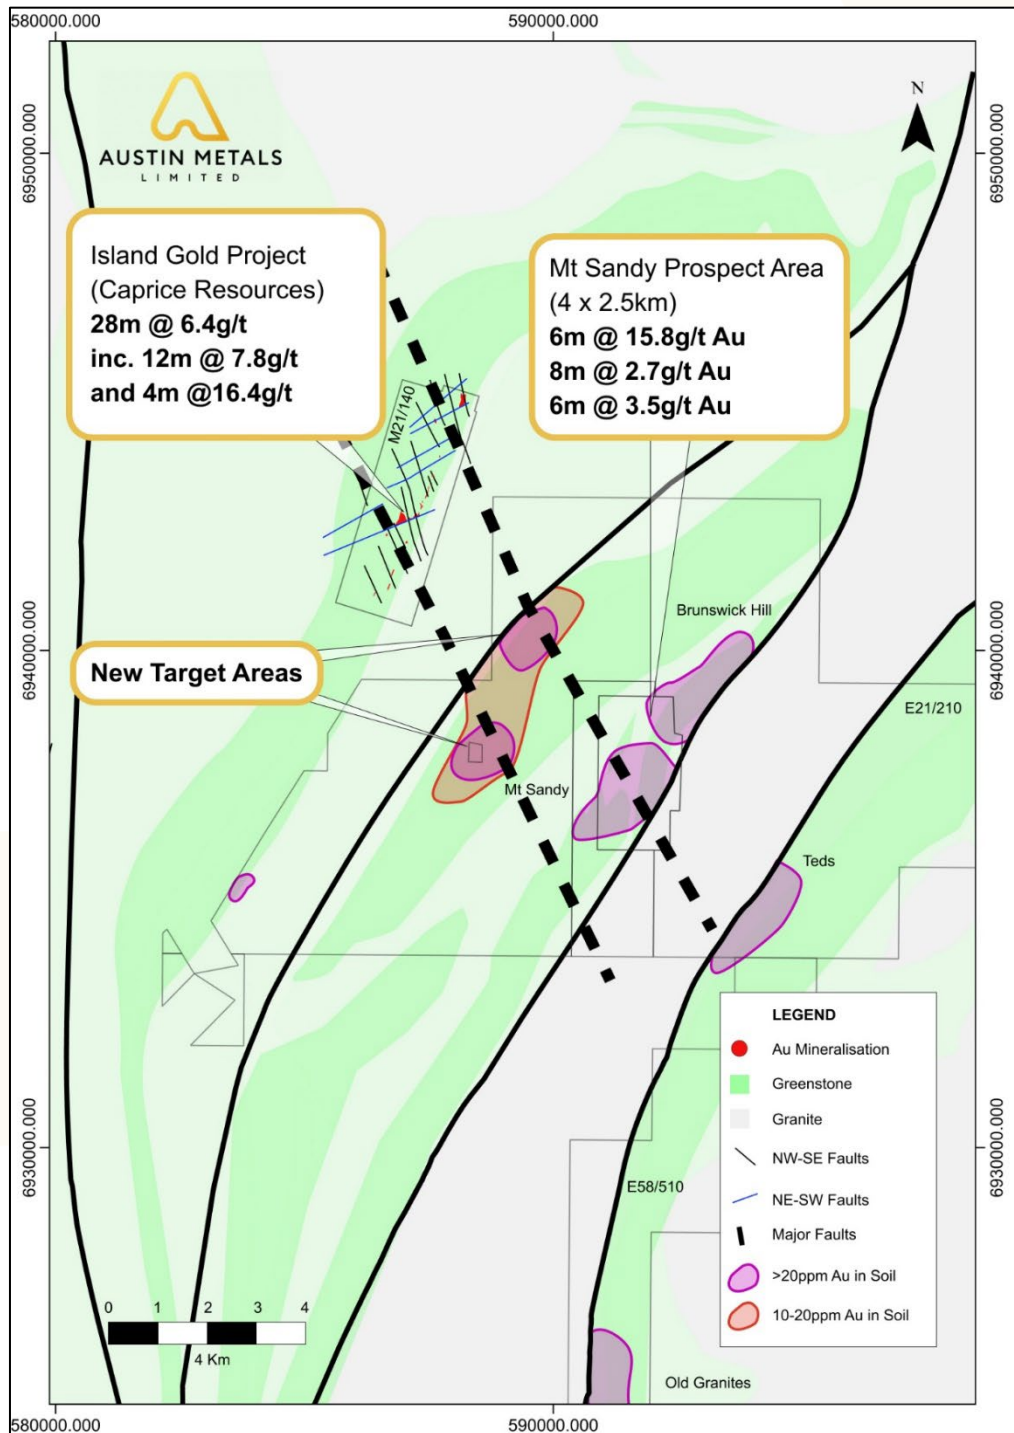 580000.000
590000.000
6950000.000
6950000.000
N
AUSTIN METALS
LIMITED
Island Gold Project
(Caprice Resources)
28m @ 6.4g/t
inc. 12m @ 7.8g/t
and 4m @16.4g/t
Mt Sandy Prospect Area
(4 x 2.5km)
6m @ 15.8g/t Au
8m @ 2.7g/t Au
6m @ 3.5g/t Au
M21/140
Brunswick Hill
6940000.000
6940000.000
New Target Areas
E21/210
Mt Sandy
Teds
LEGEND
Au Mineralisation
Greenstone
Granite
NW-SE Faults
NE-SW Faults
Major Faults
>20ppm Au in Soil
10-20ppm Au in Soil
6930000.000
6930000.000
E58/510
0 1 2 3 4
4 Km
Old Granites
580000.000
590000.000